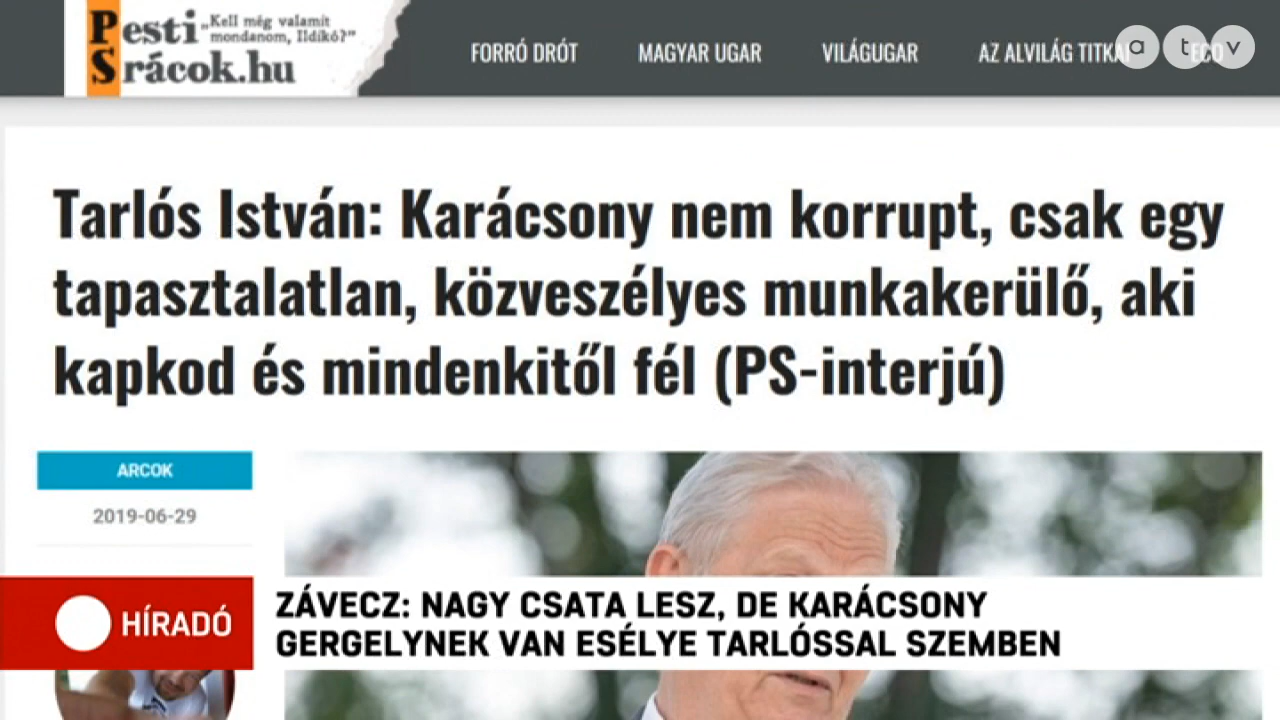 Pesti Srácok.hu
„Kell még valamit
mondanom, Ildikó?”
FORRÓ DRÓT
MAGYAR UGAR
VILÁGUGAR
AZ ALVILÁG TITKAI
ECO
a t v
Tarlós István: Karácsony nem korrupt, csak egy
tapasztalatlan, közveszélyes munkakerülő, aki
kapkod és mindenkitől fél (PS-interjú)
ARCOK
2019-06-29
HÍRADÓ
ZÁVECZ: NAGY CSATA LESZ, DE KARÁCSONY
GERGELYNEK VAN ESÉLYE TARLÓSSAL SZEMBEN